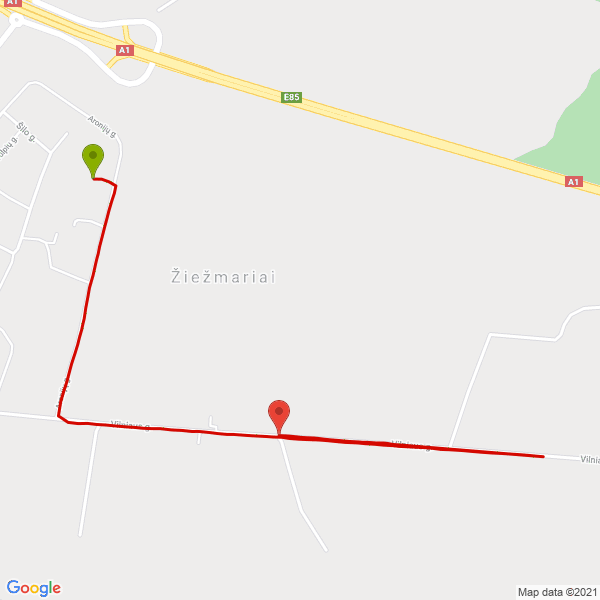 A1
A1
E85
A1
Aronijų g.
Šilo g.
Žiežmariai
Vilniaus g.
Vilniaus g.
Vilnia
Google
Map data ©2021